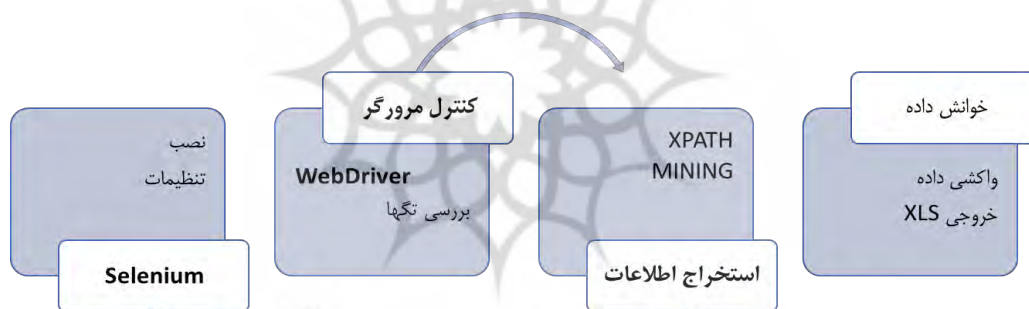 نصب
تنظیمات
Selenium
کنترل مرورگر
WebDriver
بررسی تگها
XPATH
MINING
استخراج اطلاعات
خوانش داده
واکشی داده
خروجی XLS